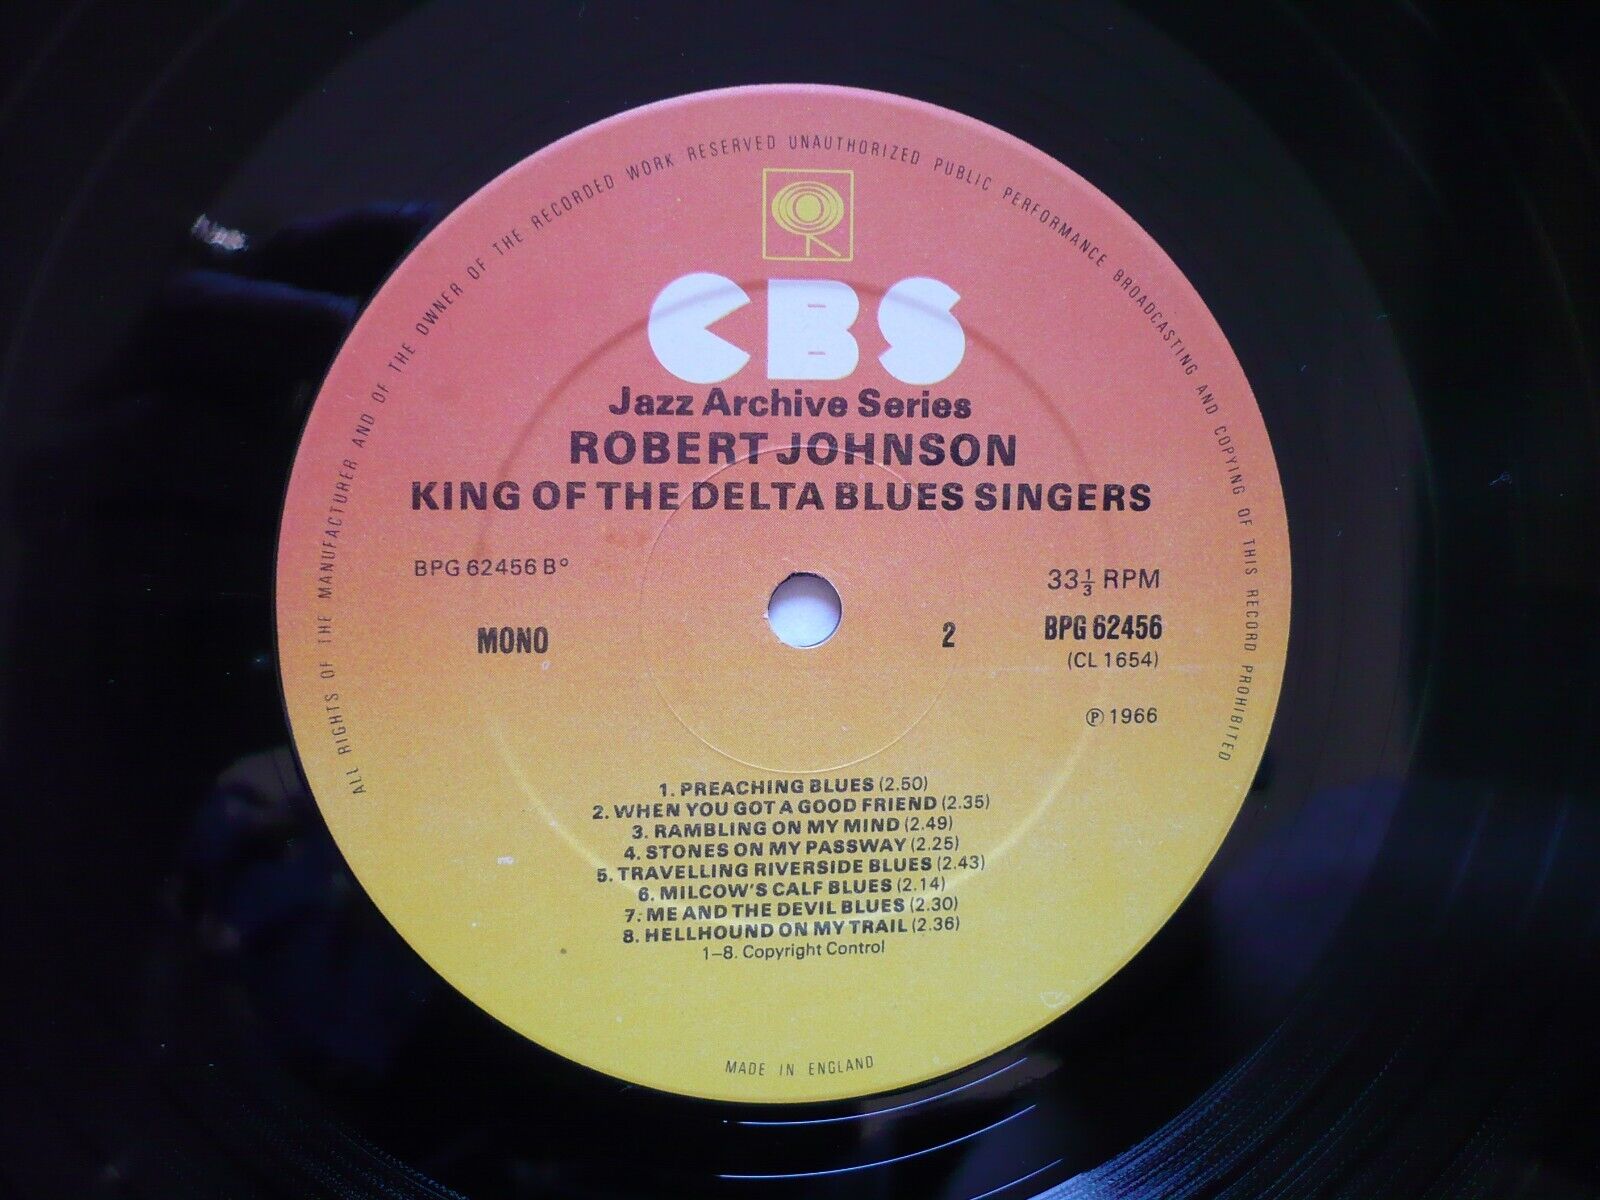 ALL RIGHTS OF THE MANUFACTURER AND OF THE OWNER OF THE RECORDED WORK RESERVED UNAUTHORIZED PUBLIC PERFORMANCE BROADCASTING AND COPYING OF THIS RECORD PROHIBITED
CBS
Jazz Archive Series
ROBERT JOHNSON
KING OF THE DELTA BLUES SINGERS
BPG 62456 B°
33⅓ RPM
MONO
2
BPG 62456
(CL 1654)
℗ 1966
1. PREACHING BLUES (2.50)
2. WHEN YOU GOT A GOOD FRIEND (2.35)
3. RAMBLING ON MY MIND (2.49)
4. STONES ON MY PASSWAY (2.25)
5. TRAVELLING RIVERSIDE BLUES (2.43)
6. MILCOW'S CALF BLUES (2.14)
7. ME AND THE DEVIL BLUES (2.30)
8. HELLHOUND ON MY TRAIL (2.36)
1–8. Copyright Control
MADE IN ENGLAND